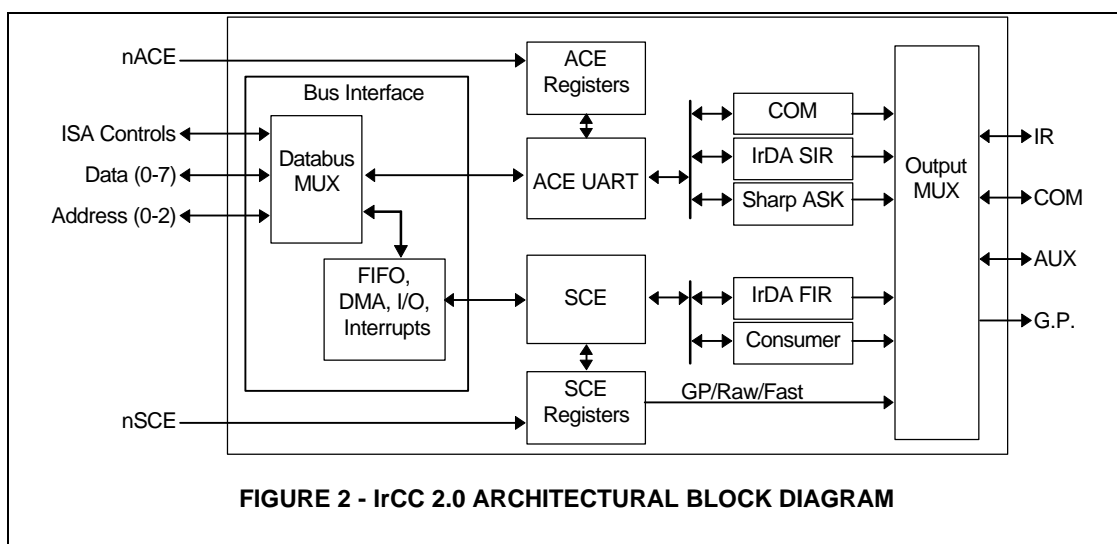 nACE
ACE
Registers
Bus Interface
COM
ISA Controls
Databus
MUX
IrDA SIR
Output
MUX
IR
Data (0-7)
ACE UART
Address (0-2)
Sharp ASK
COM
AUX
FIFO,
DMA, I/O,
Interrupts
SCE
IrDA FIR
G.P.
Consumer
nSCE
SCE
Registers
GP/Raw/Fast
FIGURE 2 - IrCC 2.0 ARCHITECTURAL BLOCK DIAGRAM